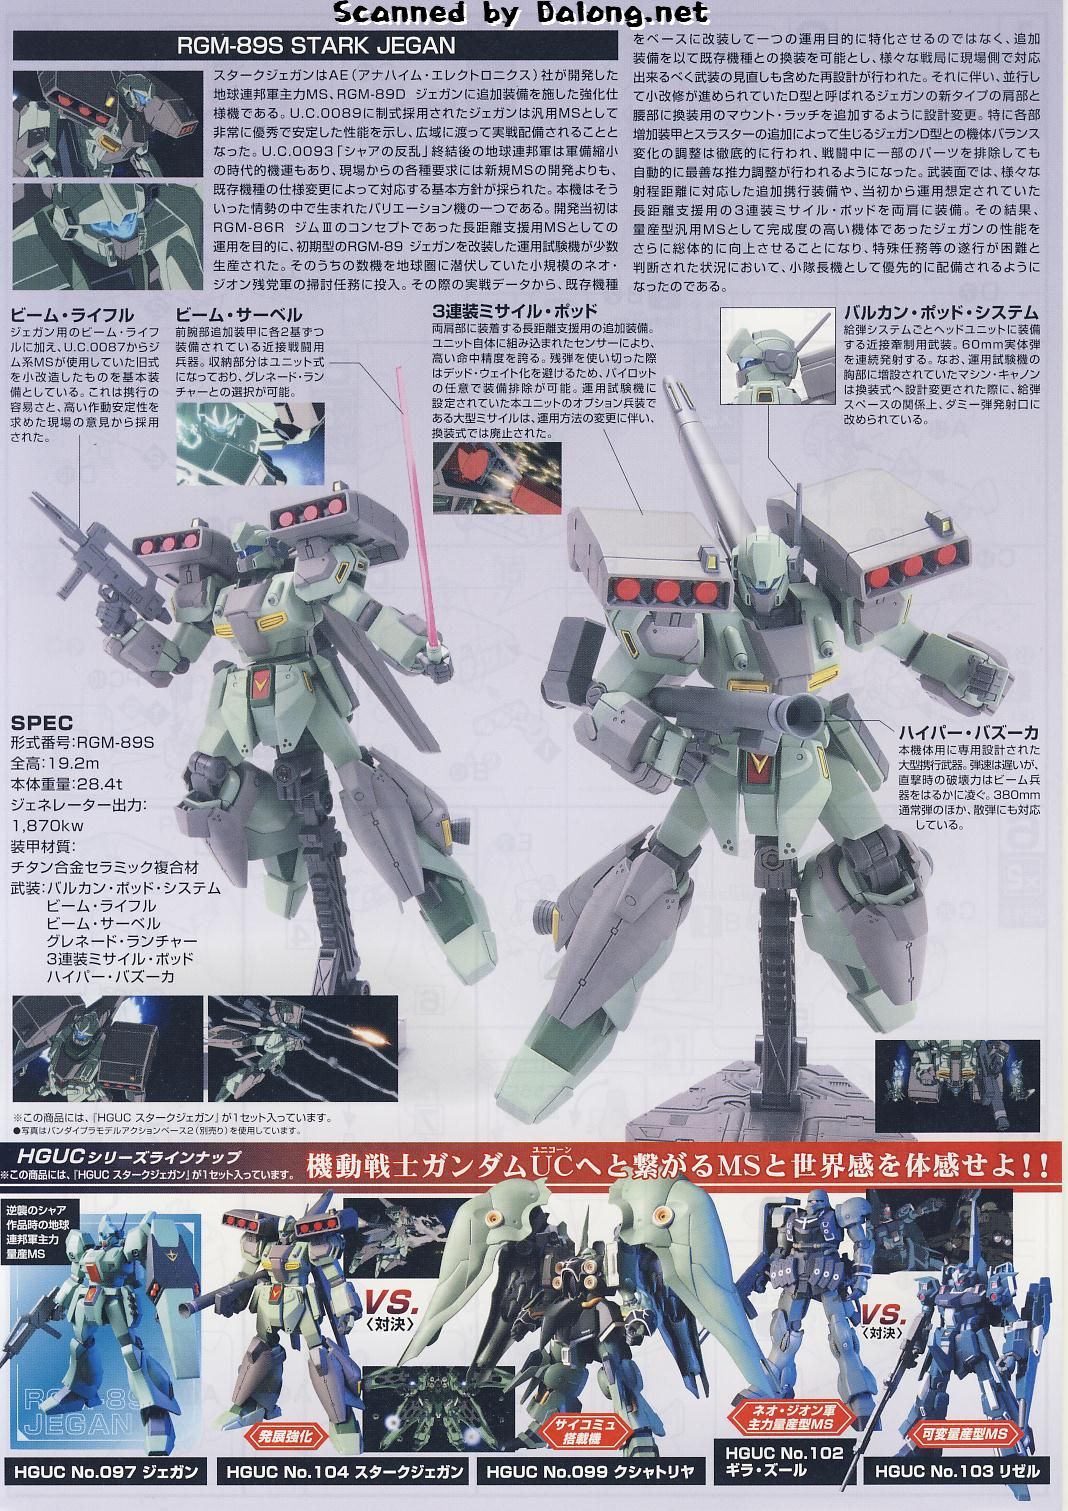 Scanned by Dalong.net
RGM-89S STARK JEGAN
スタークジェガンはAE(アナハイム・エレクトロニクス)社が開発した
地球連邦軍主力MS、RGM-89D ジェガンに追加装備を施した強化仕
様機である。U.C.0089に制式採用されたジェガンは汎用MSとして
非常に優秀で安定した性能を示し、広域に渡って実戦配備されることと
なった。U.C.0093「シャアの反乱」終結後の地球連邦軍は軍備縮小
の時代的機運もあり、現場からの各種要求には新規MSの開発よりも、
既存機種の仕様変更によって対応する基本方針が採られた。本機はそう
いった情勢の中で生まれたバリエーション機の一つである。開発当初は
RGM-86R ジムⅢのコンセプトであった長距離支援用MSとしての
運用を目的に、初期型のRGM-89 ジェガンを改装した運用試験機が少数
生産された。そのうちの数機を地球圏に潜伏していた小規模のネオ・
ジオン残党軍の掃討任務に投入。その際の実戦データから、既存機種
をベースに改装して一つの運用目的に特化させるのではなく、追加
装備を以て既存機種との換装を可能とし、様々な戦局に現場側で対応
出来るべく武装の見直しも含めた再設計が行われた。それに伴い、並行し
て小改修が進められていたD型と呼ばれるジェガンの新タイプの肩部と
腰部に換装用のマウント・ラッチを追加するように設計変更。特に各部
増加装甲とスラスターの追加によって生じるジェガンD型との機体バランス
変化の調整は徹底的に行われ、戦闘中に一部のパーツを排除しても
自動的に最善な推力調整が行われるようになった。武装面では、様々な
射程距離に対応した追加携行装備や、当初から運用想定されていた
長距離支援用の3連装ミサイル・ポッドを両肩に装備。その結果、
量産型汎用MSとして完成度の高い機体であったジェガンの性能を
さらに総体的に向上させることになり、特殊任務等の遂行が困難と
判断された状況において、小隊長機として優先的に配備されるように
なったのである。
ビーム・ライフル
ジェガン用のビーム・ライフ
ルに加え、U.C.0087からジ
ム系MSが使用していた旧式
を小改造したものを基本装
備としている。これは携行の
容易さと、高い作動安定性を
求めた現場の意見から採用
された。
ビーム・サーベル
前腕部追加装甲に各2基ずつ
装備されている近接戦闘用
兵器。収納部分はユニット式
になっており、グレネード・ラン
チャーとの選択が可能。
3連装ミサイル・ポッド
両肩部に装着する長距離支援用の追加装備。
ユニット自体に組み込まれたセンサーにより、
高い命中精度を誇る。残弾を使い切った際
はデッド・ウェイト化を避けるため、パイロット
の任意で装備排除が可能。運用試験機に
設定されていた本ユニットのオプション兵装で
ある大型ミサイルは、運用方法の変更に伴い、
換装式では廃止された。
バルカン・ポッド・システム
給弾システムごとヘッドユニットに装備
する近接牽制用武装。60mm実体弾
を連続発射する。なお、運用試験機の
胸部に増設されていたマシン・キャノン
は換装式へ設計変更された際に、給弾
スペースの関係上、ダミー弾発射口に
改められている。
ハイパー・バズーカ
本機体用に専用設計された
大型携行武器。弾速は遅いが、
直撃時の破壊力はビーム兵
器をはるかに凌ぐ。380mm
通常弾のほか、散弾にも対応
している。
SPEC
形式番号:RGM-89S
全高:19.2m
本体重量:28.4t
ジェネレーター出力:
1,870kw
装甲材質:
チタン合金セラミック複合材
武装:バルカン・ポッド・システム
ビーム・ライフル
ビーム・サーベル
グレネード・ランチャー
3連装ミサイル・ポッド
ハイパー・バズーカ
※この商品には、『HGUC スタークジェガン』が1セット入っています。
●写真はバンダイプラモデルアクションベース2(別売り)を使用しています。
HGUCシリーズラインナップ
※この商品には、『HGUC スタークジェガン』が1セット入っています。
ユニコーン
機動戦士ガンダムUCへと繋がるMSと世界感を体感せよ!!
逆襲のシャア
作品時の地球
連邦軍主力
量産MS
RGM-89
JEGAN
HGUC No.097 ジェガン
発展強化
HGUC No.104 スタークジェガン
VS.
〈対決〉
サイコミュ
搭載機
HGUC No.099 クシャトリヤ
ネオ・ジオン軍
主力量産型MS
HGUC No.102
ギラ・ズール
VS.
〈対決〉
可変量産型MS
HGUC No.103 リゼル